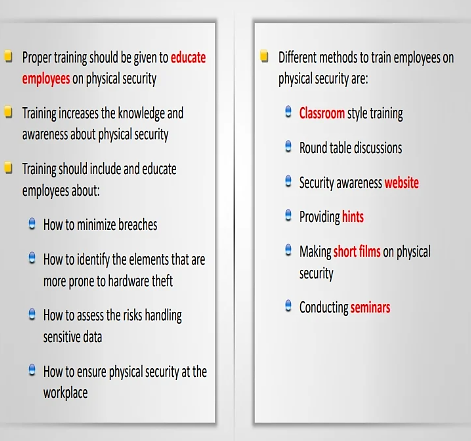 Proper training should be given to educate
employees on physical security
Training increases the knowledge and
awareness about physical security
Training should include and educate
employees about:
How to minimize breaches
How to identify the elements that are
more prone to hardware theft
How to assess the risks handling
sensitive data
How to ensure physical security at the
workplace
Different methods to train employees on
physical security are:
Classroom style training
Round table discussions
Security awareness website
Providing hints
Making short films on physical
security
Conducting seminars